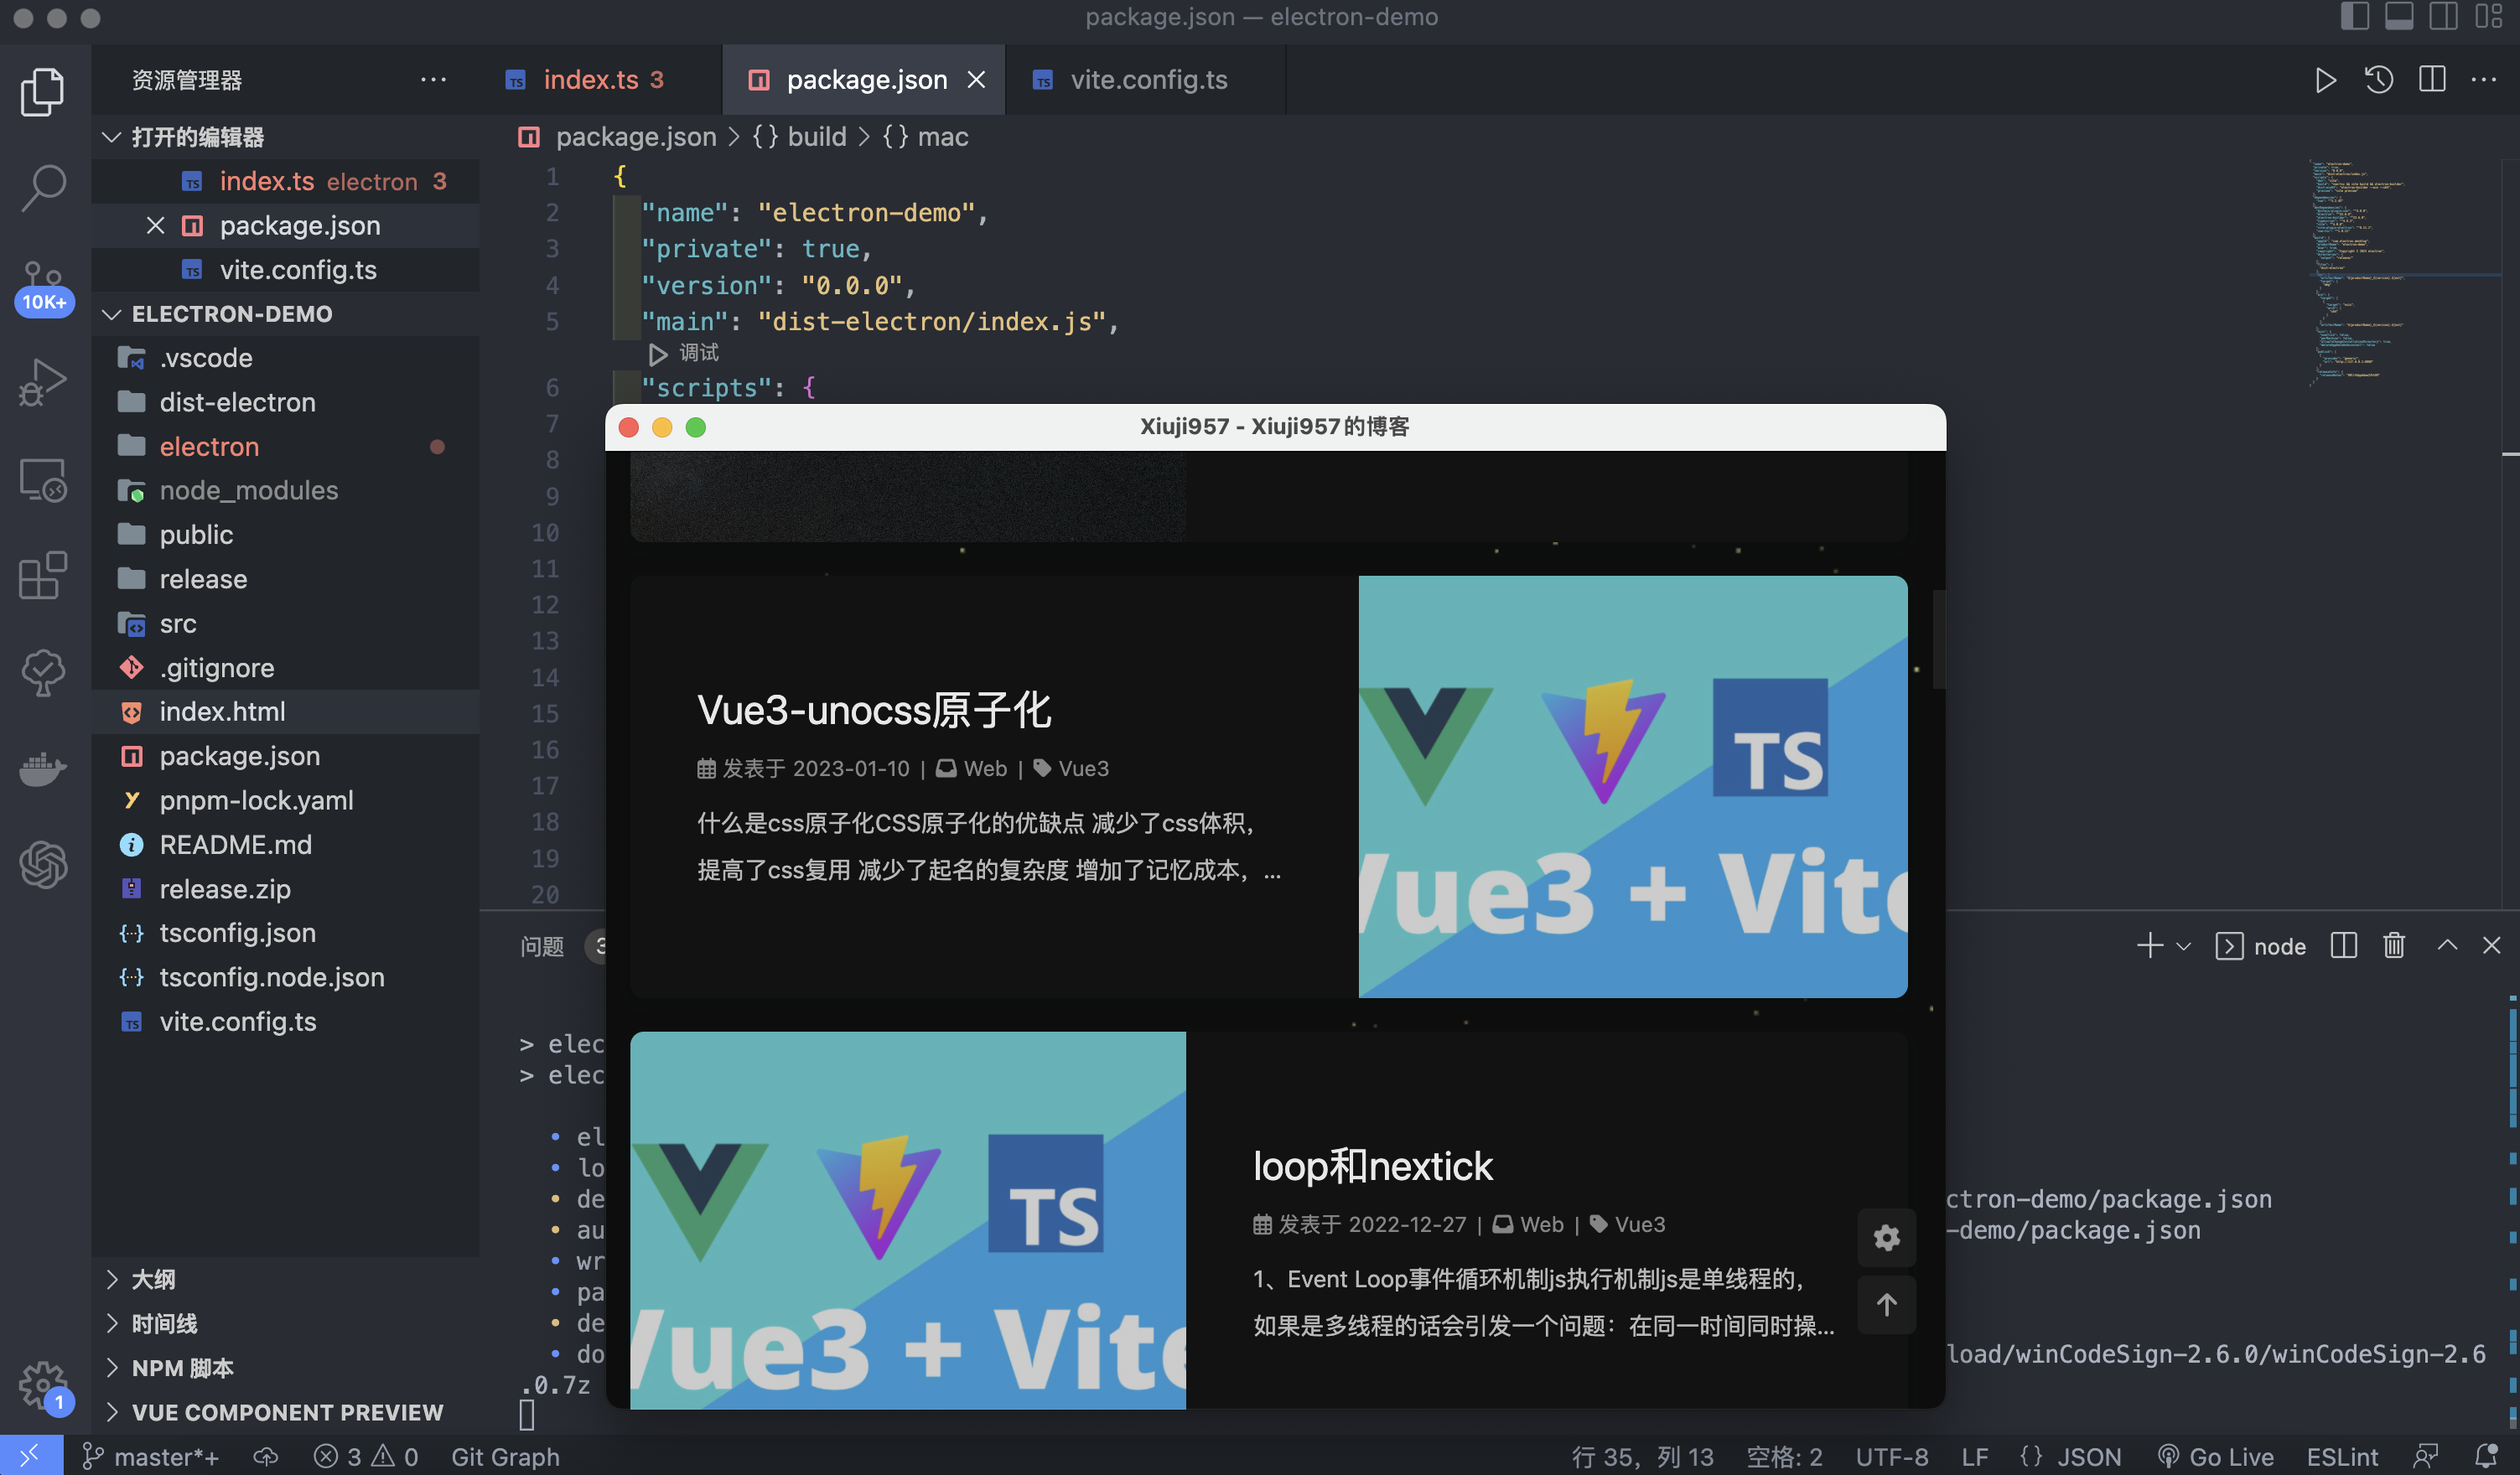 package.json — electron-demo
资源管理器
index.ts 3
package.json
vite.config.ts
打开的编辑器
index.ts electron 3
package.json
vite.config.ts
10K+
ELECTRON-DEMO
.vscode
dist-electron
electron
node_modules
public
release
src
.gitignore
index.html
package.json
pnpm-lock.yaml
README.md
release.zip
tsconfig.json
tsconfig.node.json
vite.config.ts
大纲
时间线
NPM 脚本
VUE COMPONENT PREVIEW
1
package.json > {} build > {} mac
1 {
2 "name": "electron-demo",
3 "private": true,
4 "version": "0.0.0",
5 "main": "dist-electron/index.js",
调试
6 "scripts": {
7
8
9
10
11
12
13
14
15
16
17
18
19
20
Xiuji957 - Xiuji957的博客
Vue3-unocss原子化
发表于 2023-01-10 | Web | Vue3
什么是css原子化CSS原子化的优缺点 减少了css体积，
提高了css复用 减少了起名的复杂度 增加了记忆成本，...
TS
Vue3 + Vite
TS
Vue3 + Vite
loop和nextick
发表于 2022-12-27 | Web | Vue3
1、Event Loop事件循环机制js执行机制js是单线程的，
如果是多线程的话会引发一个问题：在同一时间同时操...
问题 3
node
> elec
> elec
• el
• lo
• de ctron-demo/package.json
• au -demo/package.json
• wr
• pa
• de
• do load/winCodeSign-2.6.0/winCodeSign-2.6
.0.7z
master*+ 3 0 Git Graph 行 35，列 13 空格: 2 UTF-8 LF {} JSON Go Live ESLint